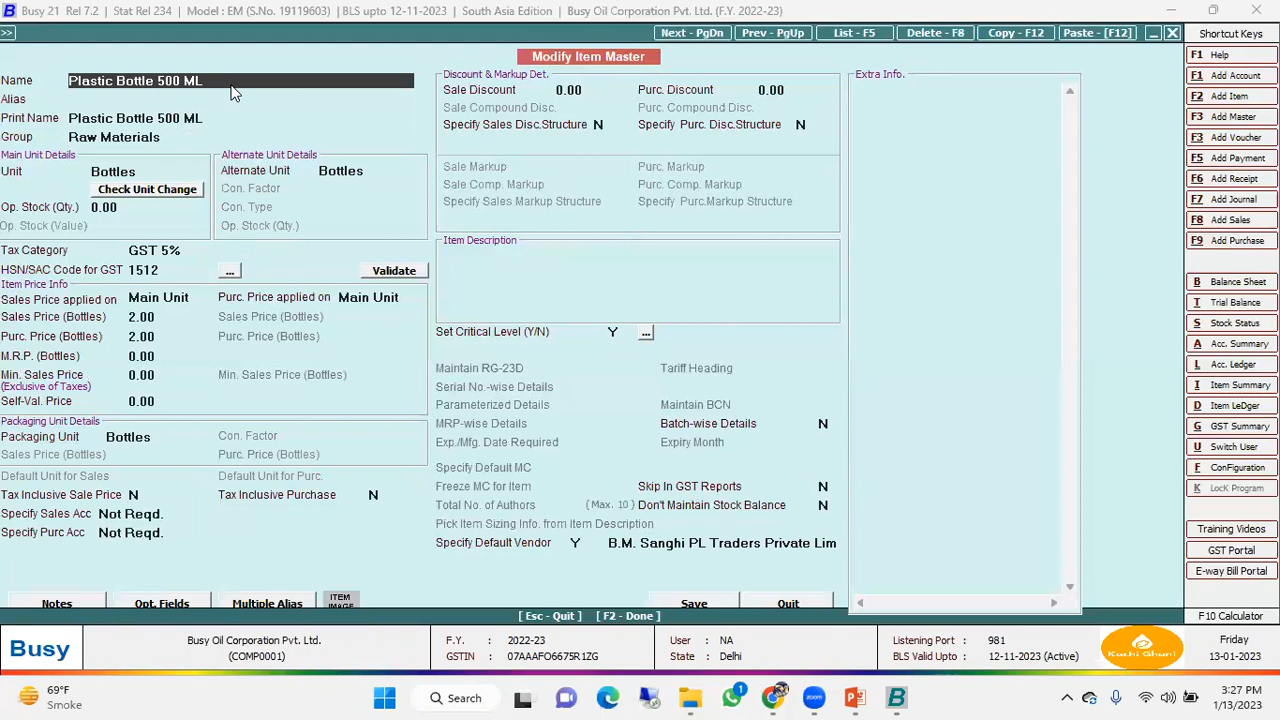 Busy 21 Rel 7.2 | Stat Rel 234 | Model : EM (S.No. 19119603) | BLS upto 12-11-2023 | South Asia Edition | Busy Oil Corporation Pvt. Ltd. (F.Y. 2022-23)
>> Next - PgDn Prev - PgUp List - F5 Delete - F8 Copy - F12 Paste - [F12]
Modify Item Master
Name Plastic Bottle 500 ML
Alias
Print Name Plastic Bottle 500 ML
Group Raw Materials
Main Unit Details
Unit Bottles
Check Unit Change
Op. Stock (Qty.) 0.00
Op. Stock (Value)
Alternate Unit Details
Alternate Unit Bottles
Con. Factor
Con. Type
Op. Stock (Qty.)
Tax Category GST 5%
HSN/SAC Code for GST 1512 ... Validate
Item Price Info
Sales Price applied on Main Unit Purc. Price applied on Main Unit
Sales Price (Bottles) 2.00 Sales Price (Bottles)
Purc. Price (Bottles) 2.00 Purc. Price (Bottles)
M.R.P. (Bottles) 0.00
Min. Sales Price 0.00 Min. Sales Price (Bottles)
(Exclusive of Taxes)
Self-Val. Price 0.00
Packaging Unit Details
Packaging Unit Bottles Con. Factor
Sales Price (Bottles) Purc. Price (Bottles)
Default Unit for Sales Default Unit for Purc.
Tax Inclusive Sale Price N Tax Inclusive Purchase N
Specify Sales Acc Not Reqd.
Specify Purc Acc Not Reqd.
Notes Opt. Fields Multiple Alias ITEM IMAGE
Discount & Markup Det.
Sale Discount 0.00 Purc. Discount 0.00
Sale Compound Disc. Purc. Compound Disc.
Specify Sales Disc.Structure N Specify Purc. Disc.Structure N
Sale Markup Purc. Markup
Sale Comp. Markup Purc. Comp. Markup
Specify Sales Markup Structure Specify Purc.Markup Structure
Item Description
Set Critical Level (Y/N) Y ...
Maintain RG-23D Tariff Heading
Serial No.-wise Details
Parameterized Details Maintain BCN
MRP-wise Details Batch-wise Details N
Exp./Mfg. Date Required Expiry Month
Specify Default MC
Freeze MC for Item Skip In GST Reports N
Total No. of Authors (Max. 10) Don't Maintain Stock Balance N
Pick Item Sizing Info. from Item Description
Specify Default Vendor Y B.M. Sanghi PL Traders Private Lim
Save Quit
Extra Info.
[ Esc - Quit ] [ F2 - Done ]
Shortcut Keys
F1 Help
F1 Add Account
F2 Add Item
F3 Add Master
F3 Add Voucher
F5 Add Payment
F6 Add Receipt
F7 Add Journal
F8 Add Sales
F9 Add Purchase
B Balance Sheet
T Trial Balance
S Stock Status
A Acc. Summary
L Acc. Ledger
I Item Summary
D Item LeDger
G GST Summary
U Switch User
F ConFiguration
K LocK Program
Training Videos
GST Portal
E-way Bill Portal
F10 Calculator
Busy
Busy Oil Corporation Pvt. Ltd.
(COMP0001)
F.Y. : 2022-23
GSTIN : 07AAAFO6675R1ZG
User : NA
State : Delhi
Listening Port : 981
BLS Valid Upto : 12-11-2023 (Active)
Kachi Ghani
Friday
13-01-2023
69°F
Smoke
Search
1
3:27 PM
1/13/2023